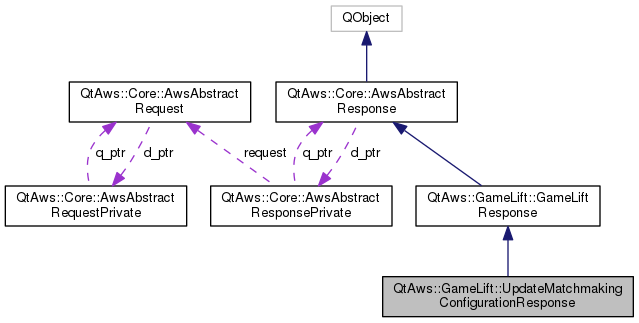 QObject
QtAws::Core::AwsAbstract
Request
QtAws::Core::AwsAbstract
Response
q_ptr
d_ptr
request
q_ptr
d_ptr
QtAws::Core::AwsAbstract
RequestPrivate
QtAws::Core::AwsAbstract
ResponsePrivate
QtAws::GameLift::GameLift
Response
QtAws::GameLift::UpdateMatchmaking
ConfigurationResponse